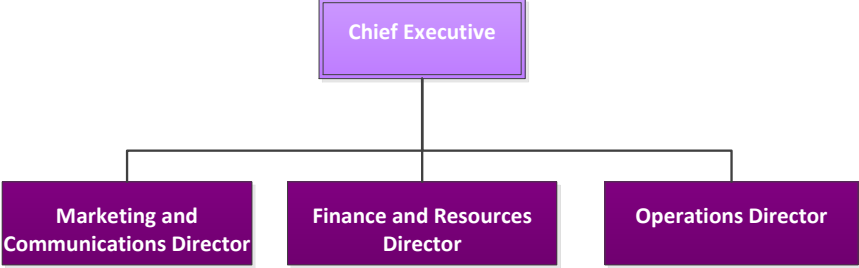 Chief Executive
Marketing and
Communications Director
Finance and Resources
Director
Operations Director